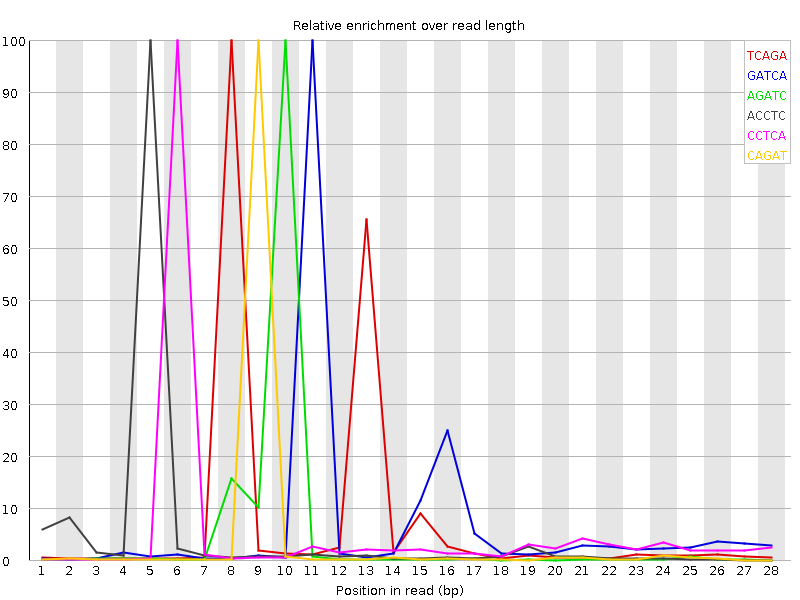 Relative enrichment over read length
100
90
80
70
60
50
40
30
20
10
0
TCAGA
GATCA
AGATC
ACCTC
CCTCA
CAGAT
1 2 3 4 5 6 7 8 9 10 11 12 13 14 15 16 17 18 19 20 21 22 23 24 25 26 27 28
Position in read (bp)